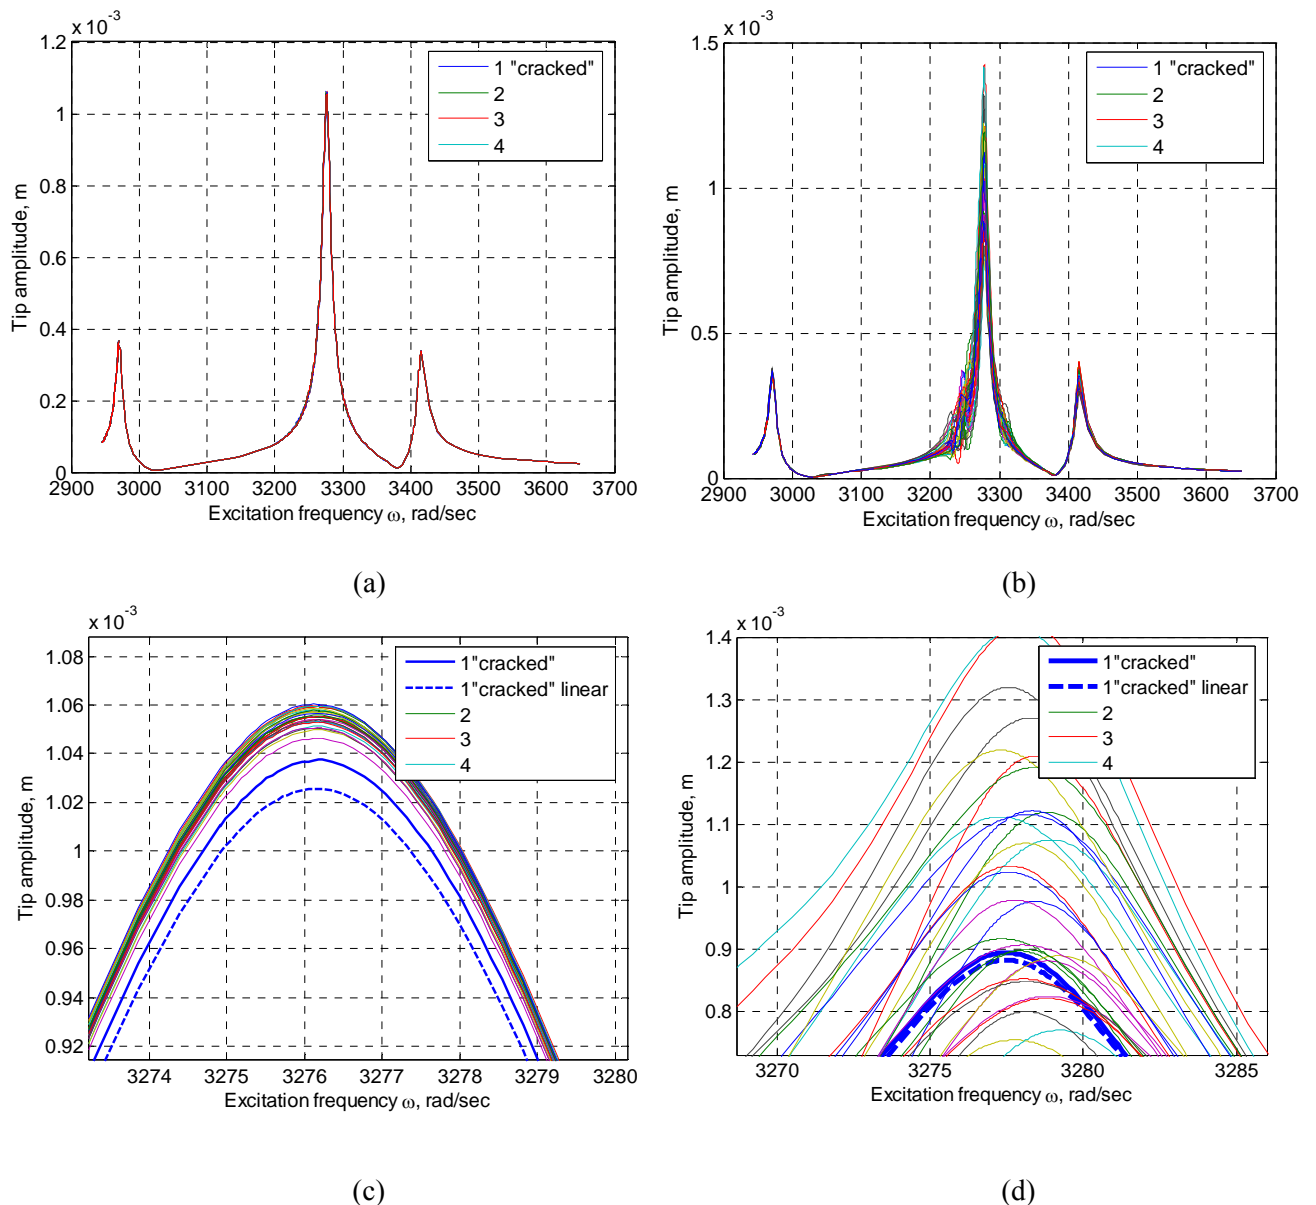 x 10⁻³
1.2
1
0.8
0.6
0.4
0.2
0
Tip amplitude, m
2900 3000 3100 3200 3300 3400 3500 3600 3700
Excitation frequency ω, rad/sec
1 "cracked"
2
3
4
(a)
x 10⁻³
1.5
1
0.5
0
Tip amplitude, m
2900 3000 3100 3200 3300 3400 3500 3600 3700
Excitation frequency ω, rad/sec
1 "cracked"
2
3
4
(b)
x 10⁻³
1.08
1.06
1.04
1.02
1
0.98
0.96
0.94
0.92
Tip amplitude, m
3274 3275 3276 3277 3278 3279 3280
Excitation frequency ω, rad/sec
1"cracked"
1"cracked" linear
2
3
4
(c)
x 10⁻³
1.4
1.3
1.2
1.1
1
0.9
0.8
Tip amplitude, m
3270 3275 3280 3285
Excitation frequency ω, rad/sec
1"cracked"
1"cracked" linear
2
3
4
(d)